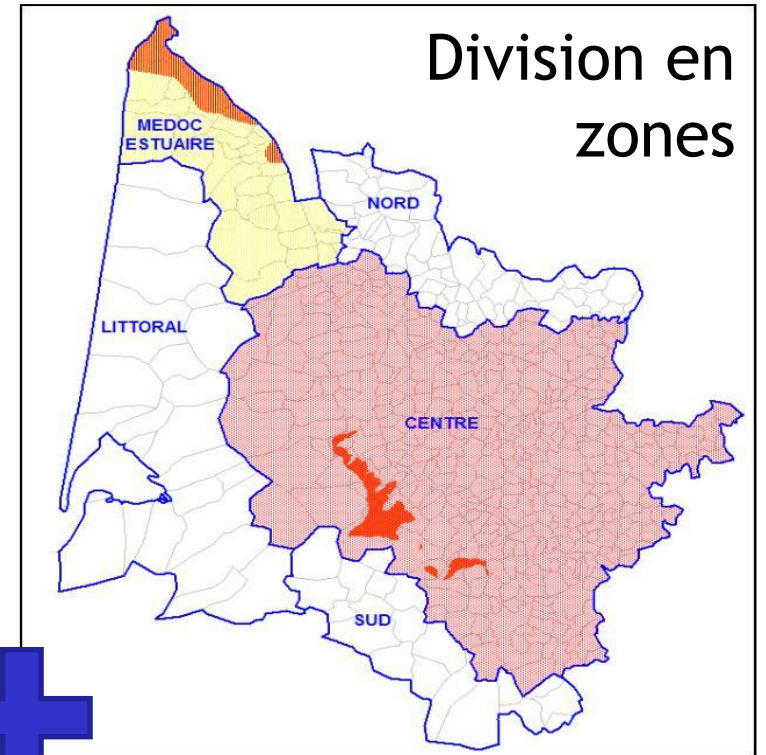 Division en
zones
MEDOC
ESTUAIRE
NORD
LITTORAL
CENTRE
SUD